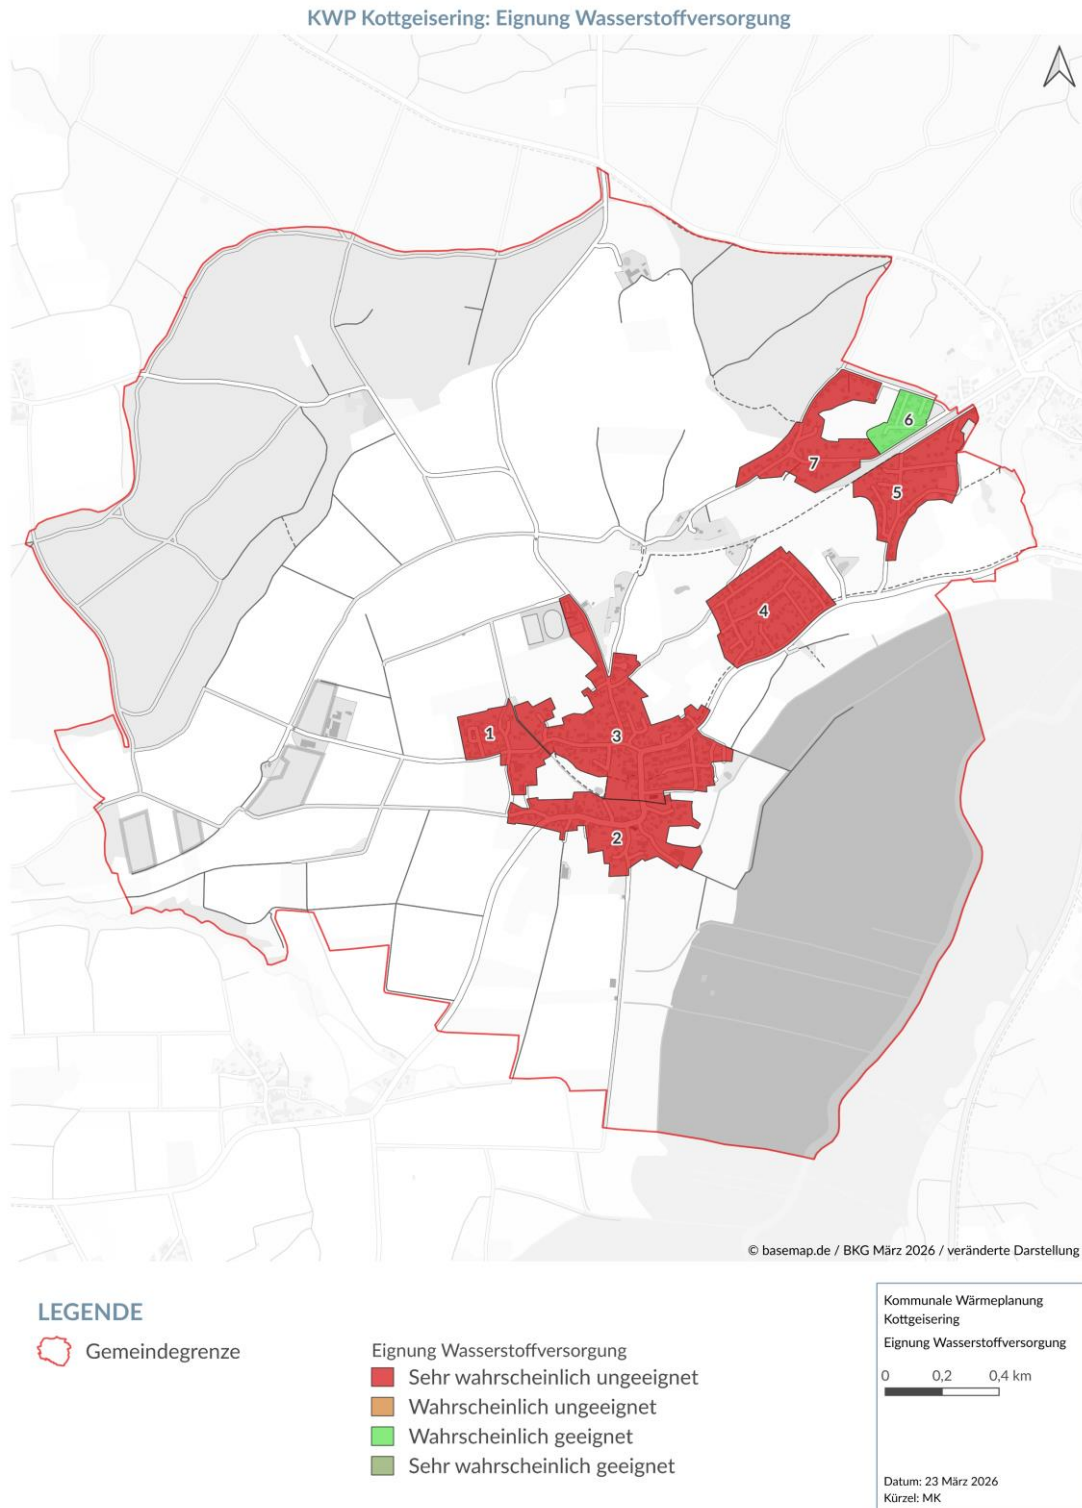 KWP Kottgeisering: Eignung Wasserstoffversorgung
6
7
5
4
1
3
2
© basemap.de / BKG März 2026 / veränderte Darstellung
LEGENDE
Gemeindegrenze
Eignung Wasserstoffversorgung
Sehr wahrscheinlich ungeeignet
Wahrscheinlich ungeeignet
Wahrscheinlich geeignet
Sehr wahrscheinlich geeignet
Kommunale Wärmeplanung
Kottgeisering
Eignung Wasserstoffversorgung
0 0,2 0,4 km
Datum: 23 März 2026
Kürzel: MK